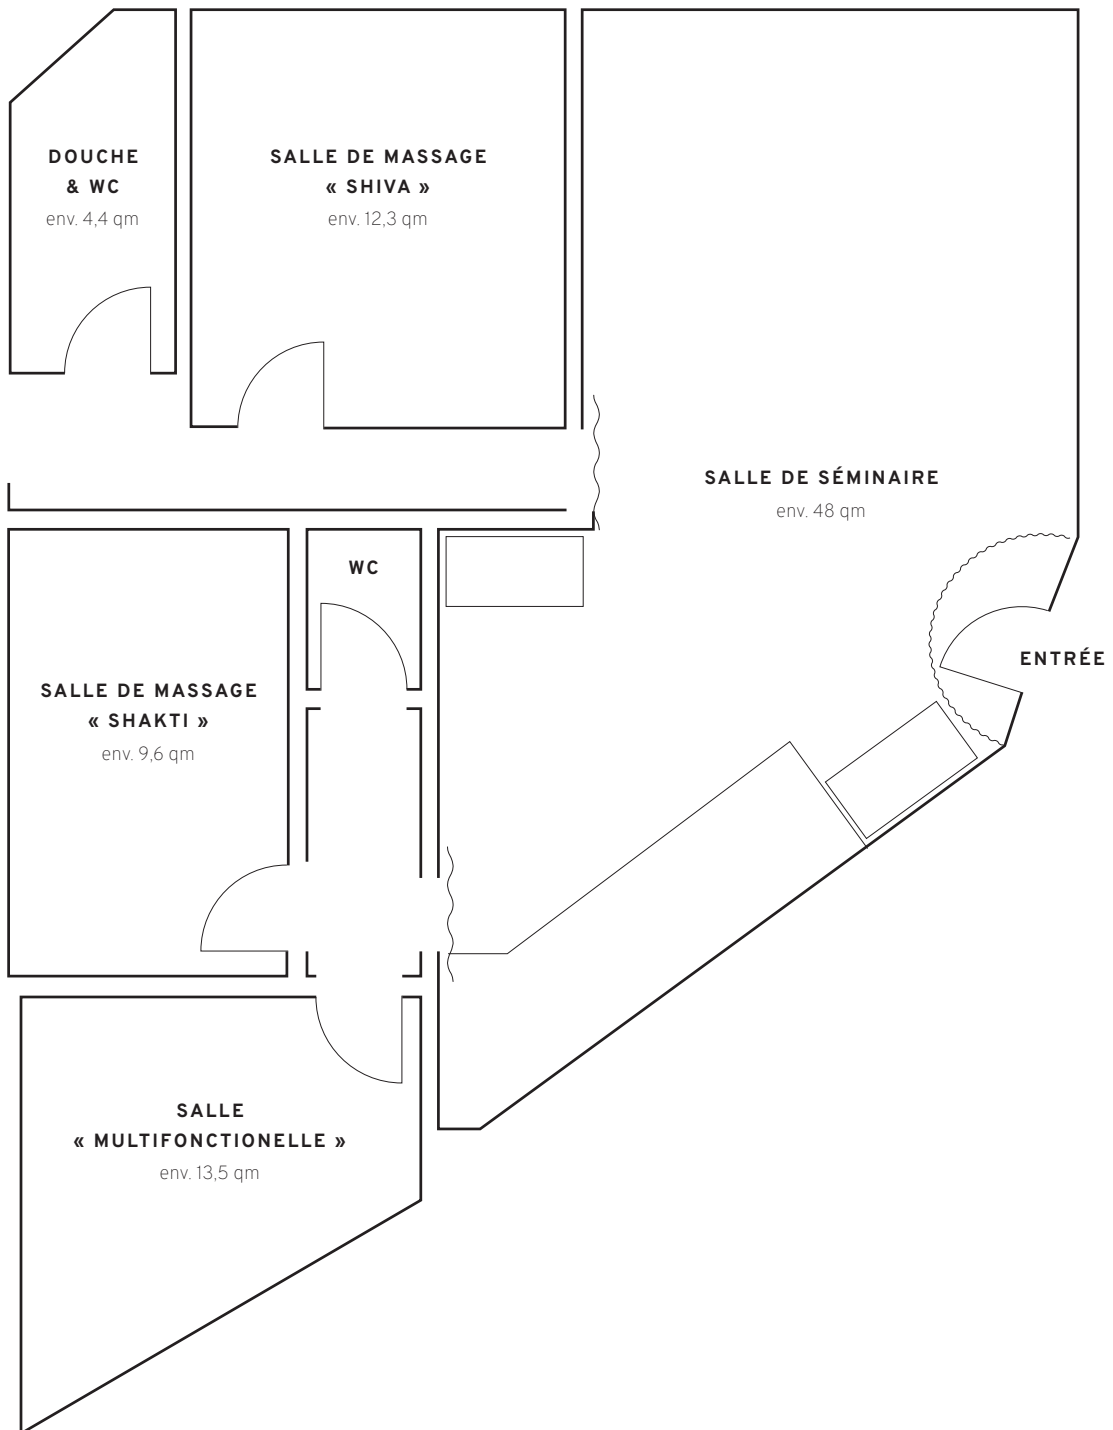 DOUCHE
& WC
env. 4,4 qm
SALLE DE MASSAGE
« SHIVA »
env. 12,3 qm
SALLE DE SÉMINAIRE
env. 48 qm
WC
ENTRÉE
SALLE DE MASSAGE
« SHAKTI »
env. 9,6 qm
SALLE
« MULTIFONCTIONELLE »
env. 13,5 qm